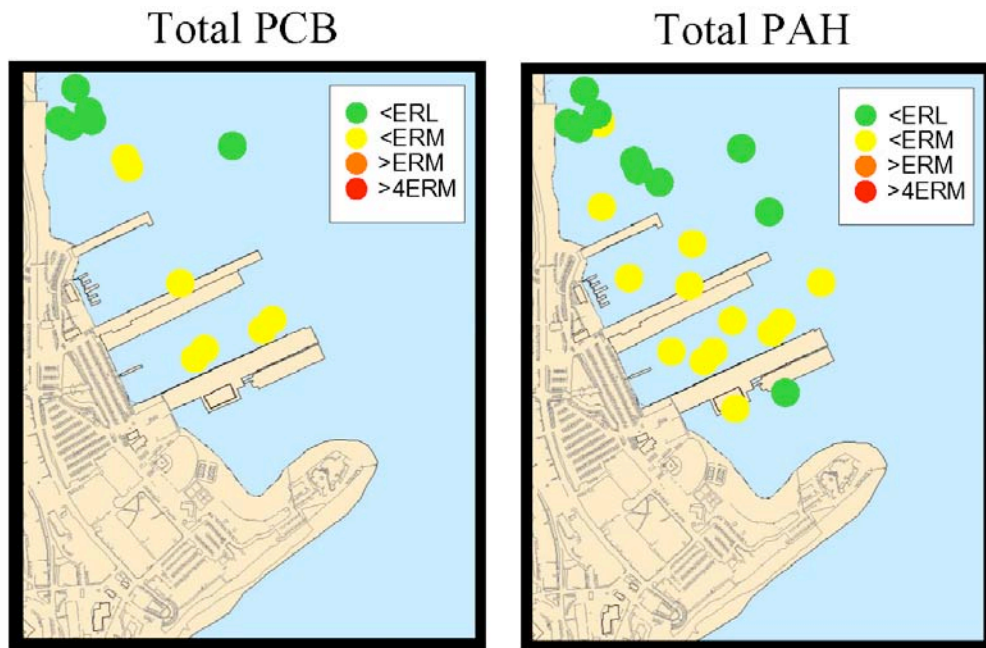 Total PCB
<ERL
<ERM
>ERM
>4ERM
Total PAH
<ERL
<ERM
>ERM
>4ERM